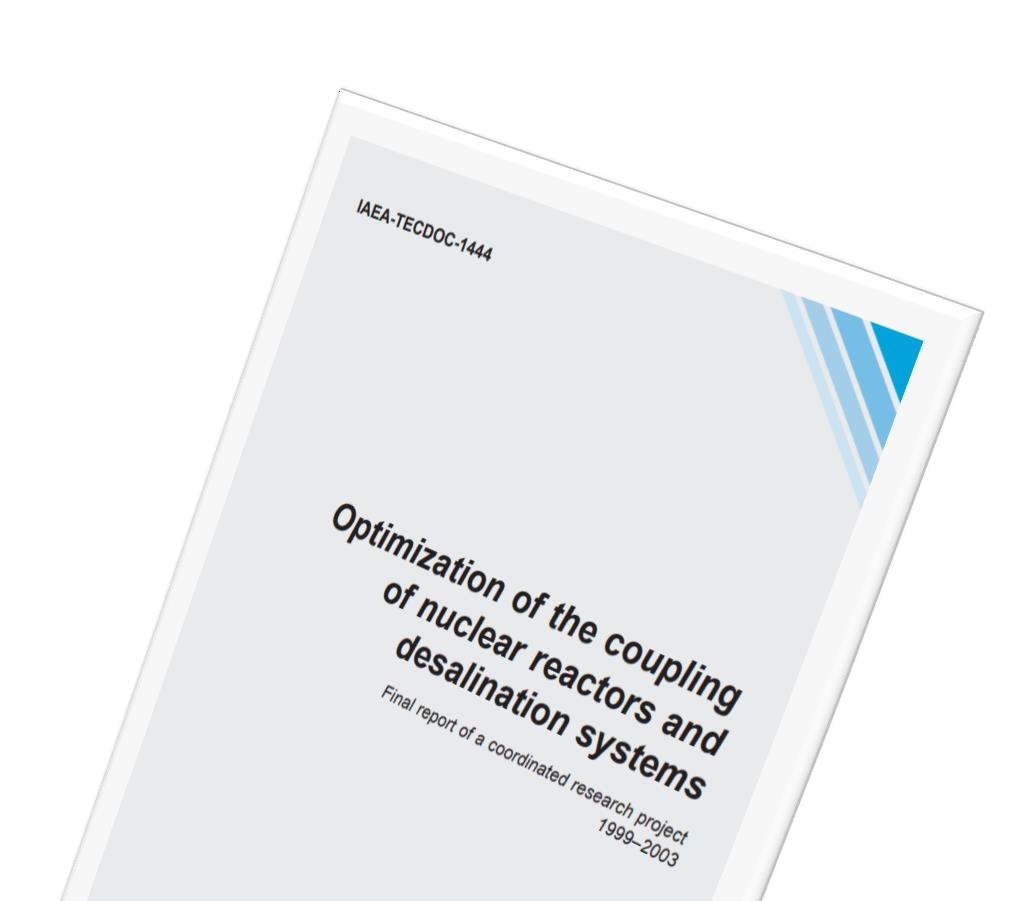 IAEA-TECDOC-1444
Optimization of the coupling
of nuclear reactors and
desalination systems
Final report of a coordinated research project
1999–2003